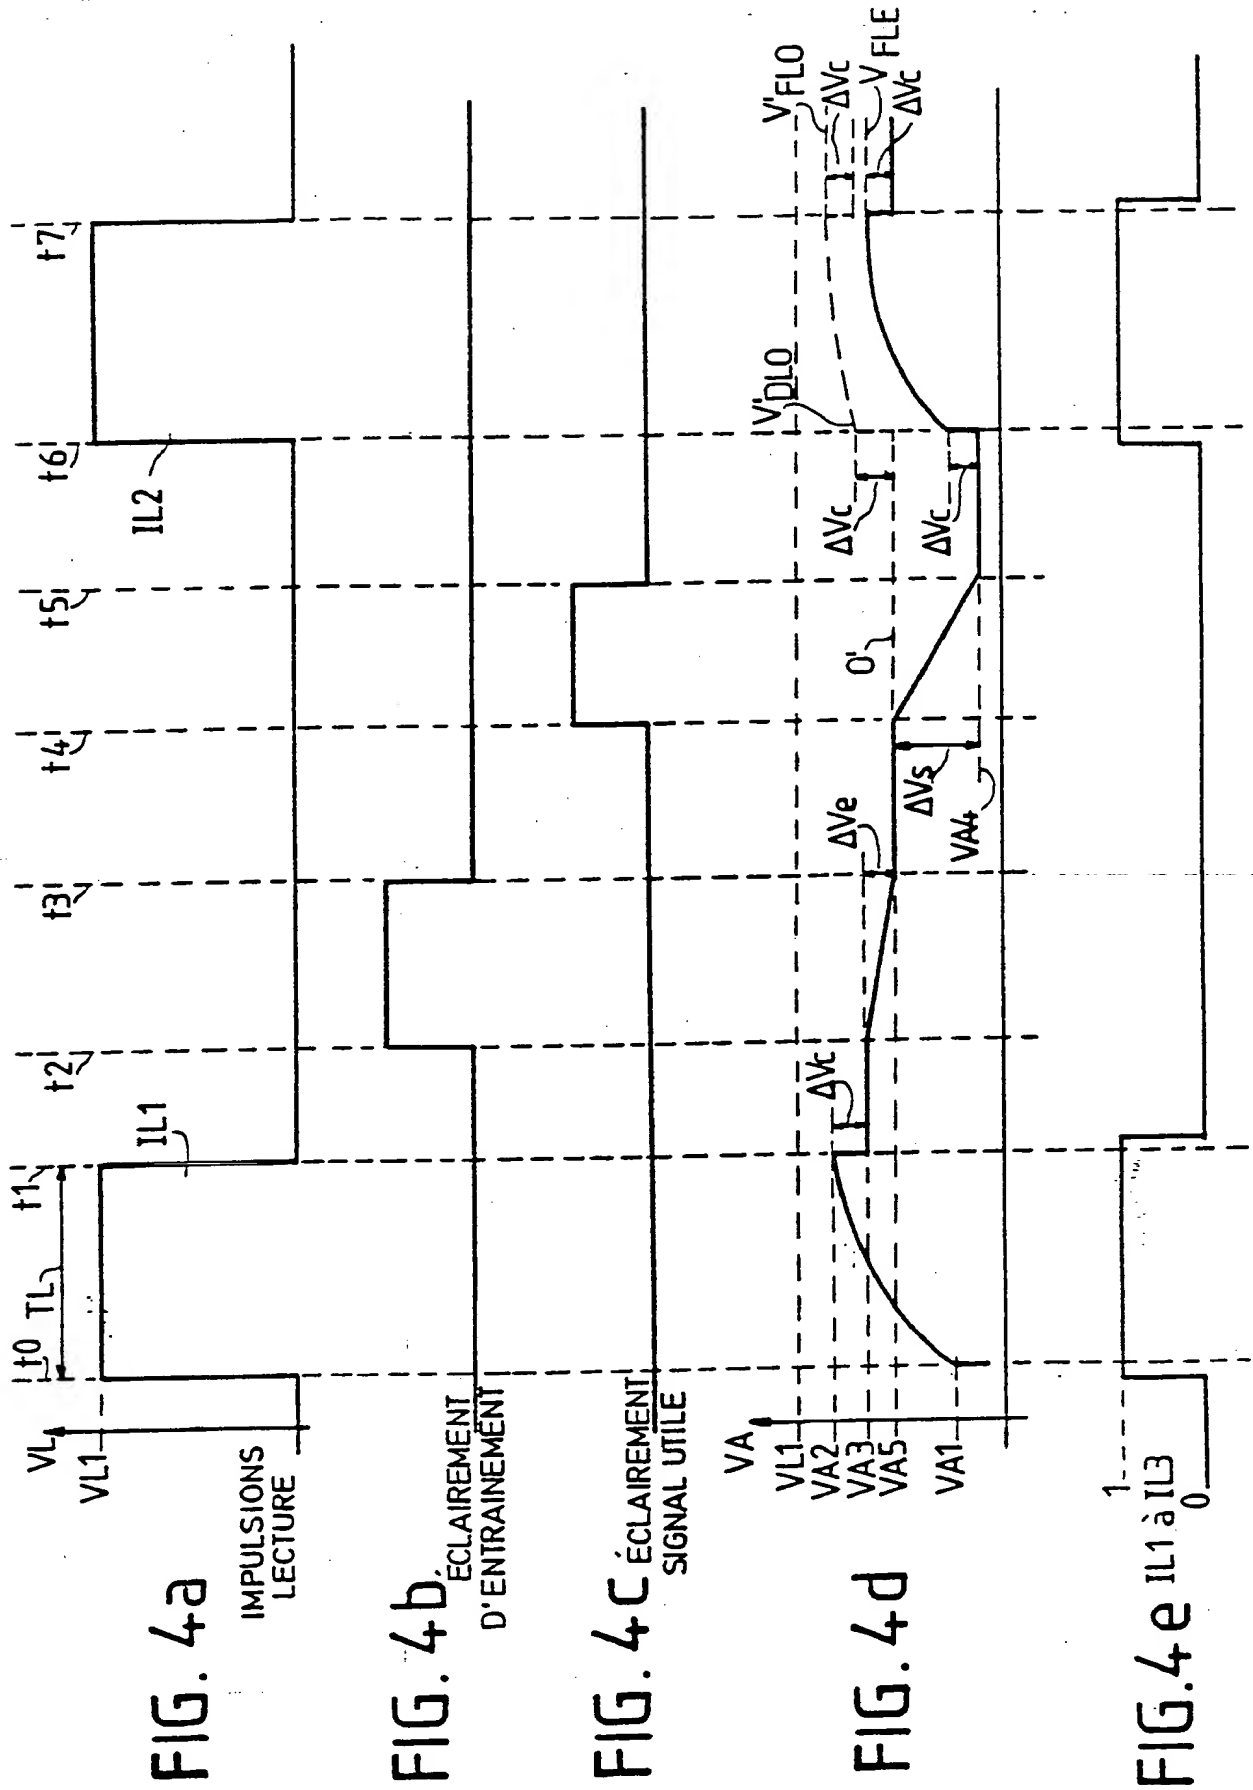 FIG. 4a
IMPULSIONS
LECTURE
VL
VL1
t0
TL
t1
IL1
t2
t3
t4
t5
t6
IL2
t7
FIG. 4b
ÉCLAIREMENT
D'ENTRAINEMENT
FIG. 4c
ÉCLAIREMENT
SIGNAL UTILE
FIG. 4d
VA
VL1
VA2
VA3
VA5
VA1
ΔVc
ΔVe
ΔVs
VA4
0'
ΔVc
ΔVc
V'DLO
V'FLO
ΔVc
VFLE
ΔVc
FIG. 4e
IL1 à IL3
1
0